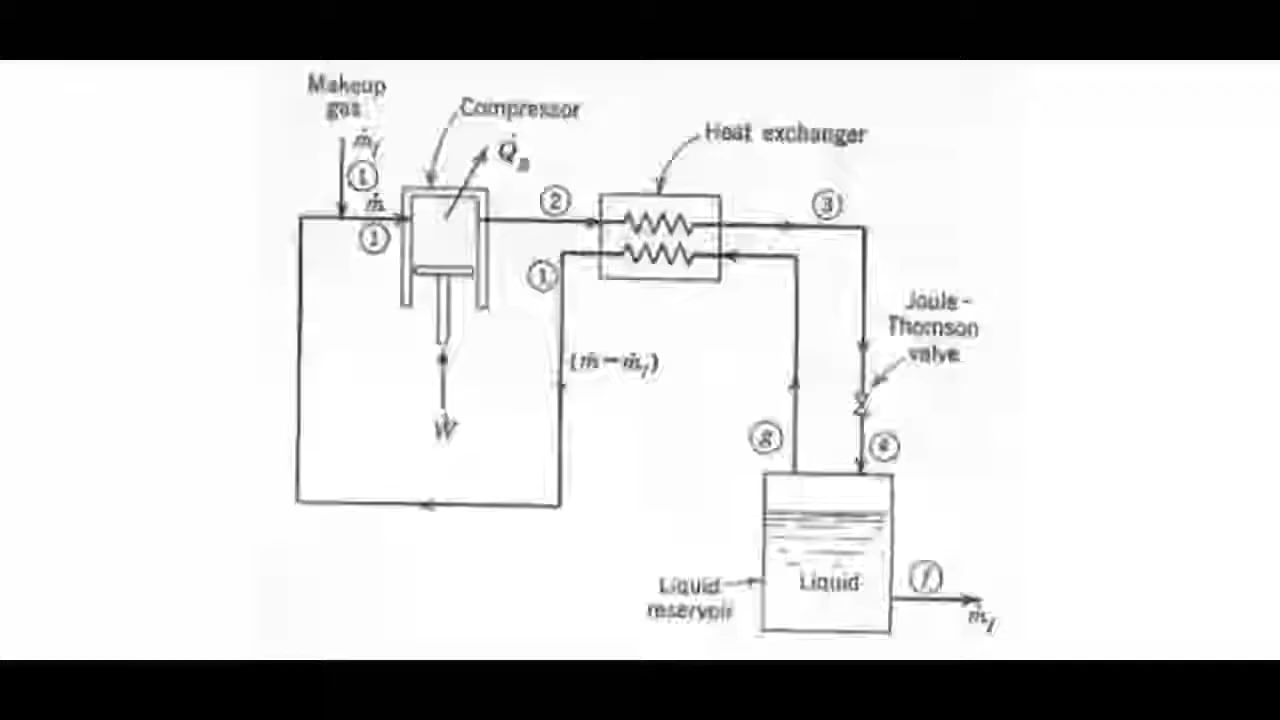 Makeup
gas
ṁf
①
ṁ
①
Compressor
Q̇R
②
Heat exchanger
③
①
Joule-
Thomson
valve
(ṁ − ṁf)
Ẇ
g
Liquid
reservoir
Liquid
f
ṁf